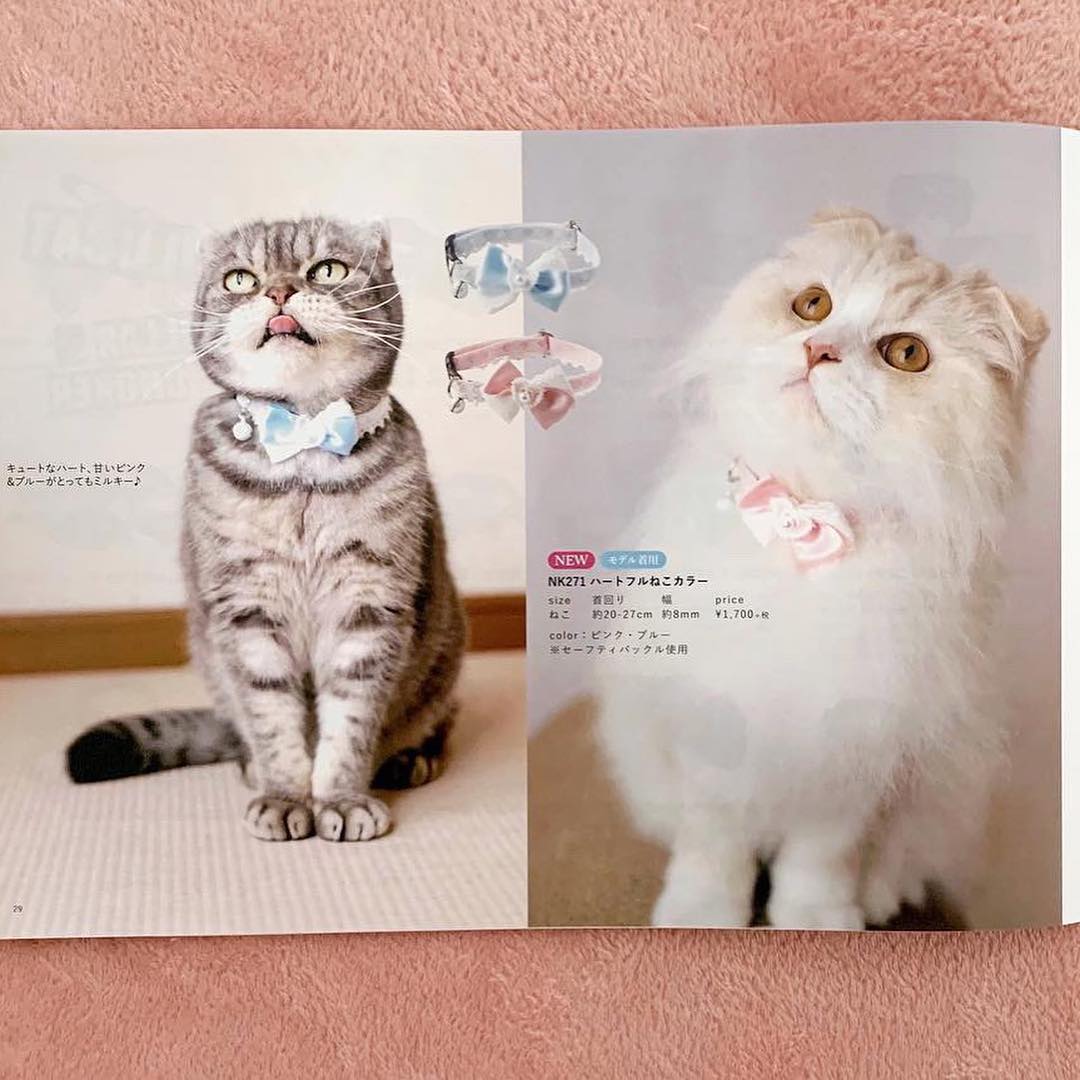 キュートなハート、甘いピンク
&ブルーがとってもミルキー♪
NEW モデル着用
NK271 ハートフルねこカラー
size 首回り 幅 price
ねこ 約20-27cm 約8mm ¥1,700+税
color：ピンク・ブルー
※セーフティバックル使用
29